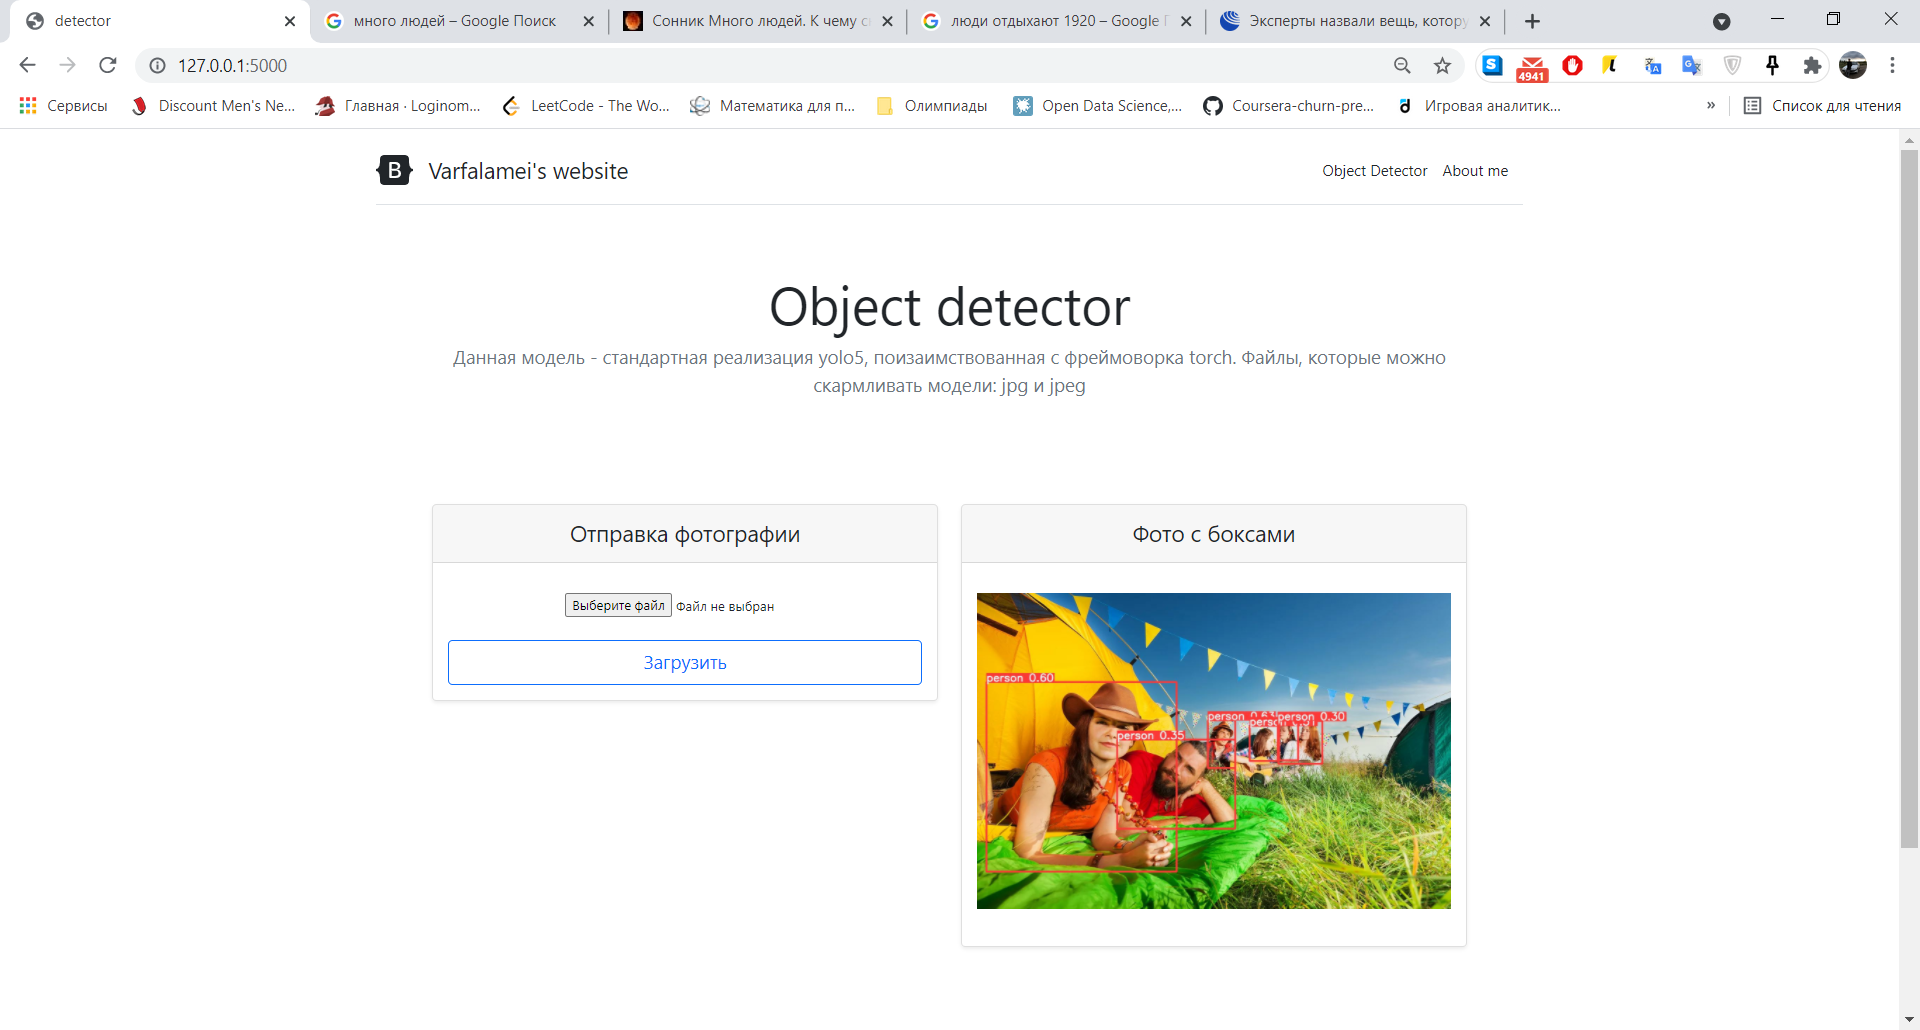 detector
много людей – Google Поиск
Сонник Много людей. К чему с
люди отдыхают 1920 – Google П
Эксперты назвали вещь, котору
127.0.0.1:5000
4941
Сервисы
Discount Men's Ne...
Главная · Loginom...
LeetCode - The Wo...
Математика для п...
Олимпиады
Open Data Science,...
Coursera-churn-pre...
Игровая аналитик...
»
Список для чтения
B
Varfalamei's website
Object Detector
About me
Object detector
Данная модель - стандартная реализация yolo5, поизаимствованная с фреймоворка torch. Файлы, которые можно
скармливать модели: jpg и jpeg
Отправка фотографии
Выберите файл Файл не выбран
Загрузить
Фото с боксами
person 0.60
person 0.35
person
person 0.30